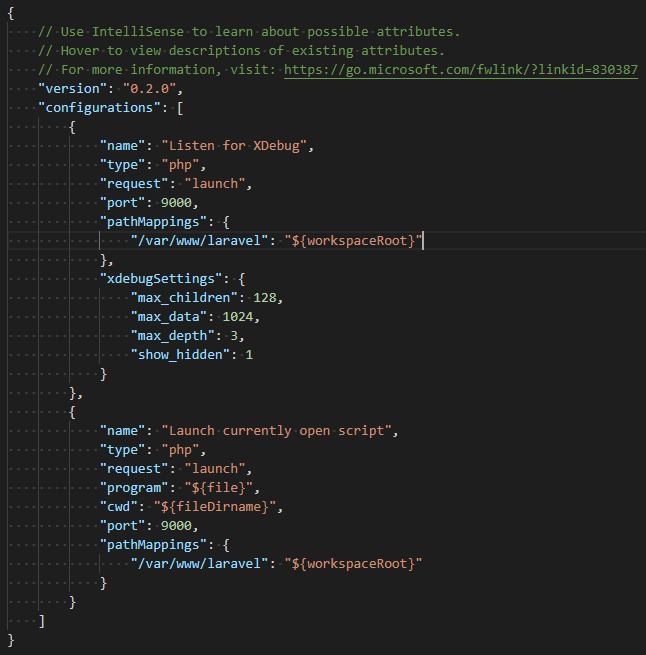 {
    // Use IntelliSense to learn about possible attributes.
    // Hover to view descriptions of existing attributes.
    // For more information, visit: https://go.microsoft.com/fwlink/?linkid=830387
    "version": "0.2.0",
    "configurations": [
        {
            "name": "Listen for XDebug",
            "type": "php",
            "request": "launch",
            "port": 9000,
            "pathMappings": {
                "/var/www/laravel": "${workspaceRoot}"
            },
            "xdebugSettings": {
                "max_children": 128,
                "max_data": 1024,
                "max_depth": 3,
                "show_hidden": 1
            }
        },
        {
            "name": "Launch currently open script",
            "type": "php",
            "request": "launch",
            "program": "${file}",
            "cwd": "${fileDirname}",
            "port": 9000,
            "pathMappings": {
                "/var/www/laravel": "${workspaceRoot}"
            }
        }
    ]
}